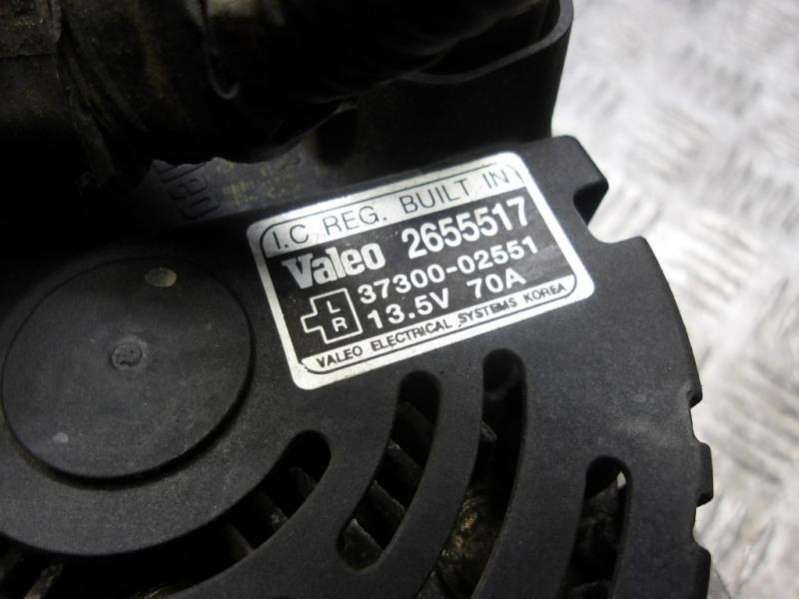 I.C. REG. BUILT IN
Valeo 2655517
37300-02551
L
R
13.5V 70A
VALEO ELECTRICAL SYSTEMS KOREA